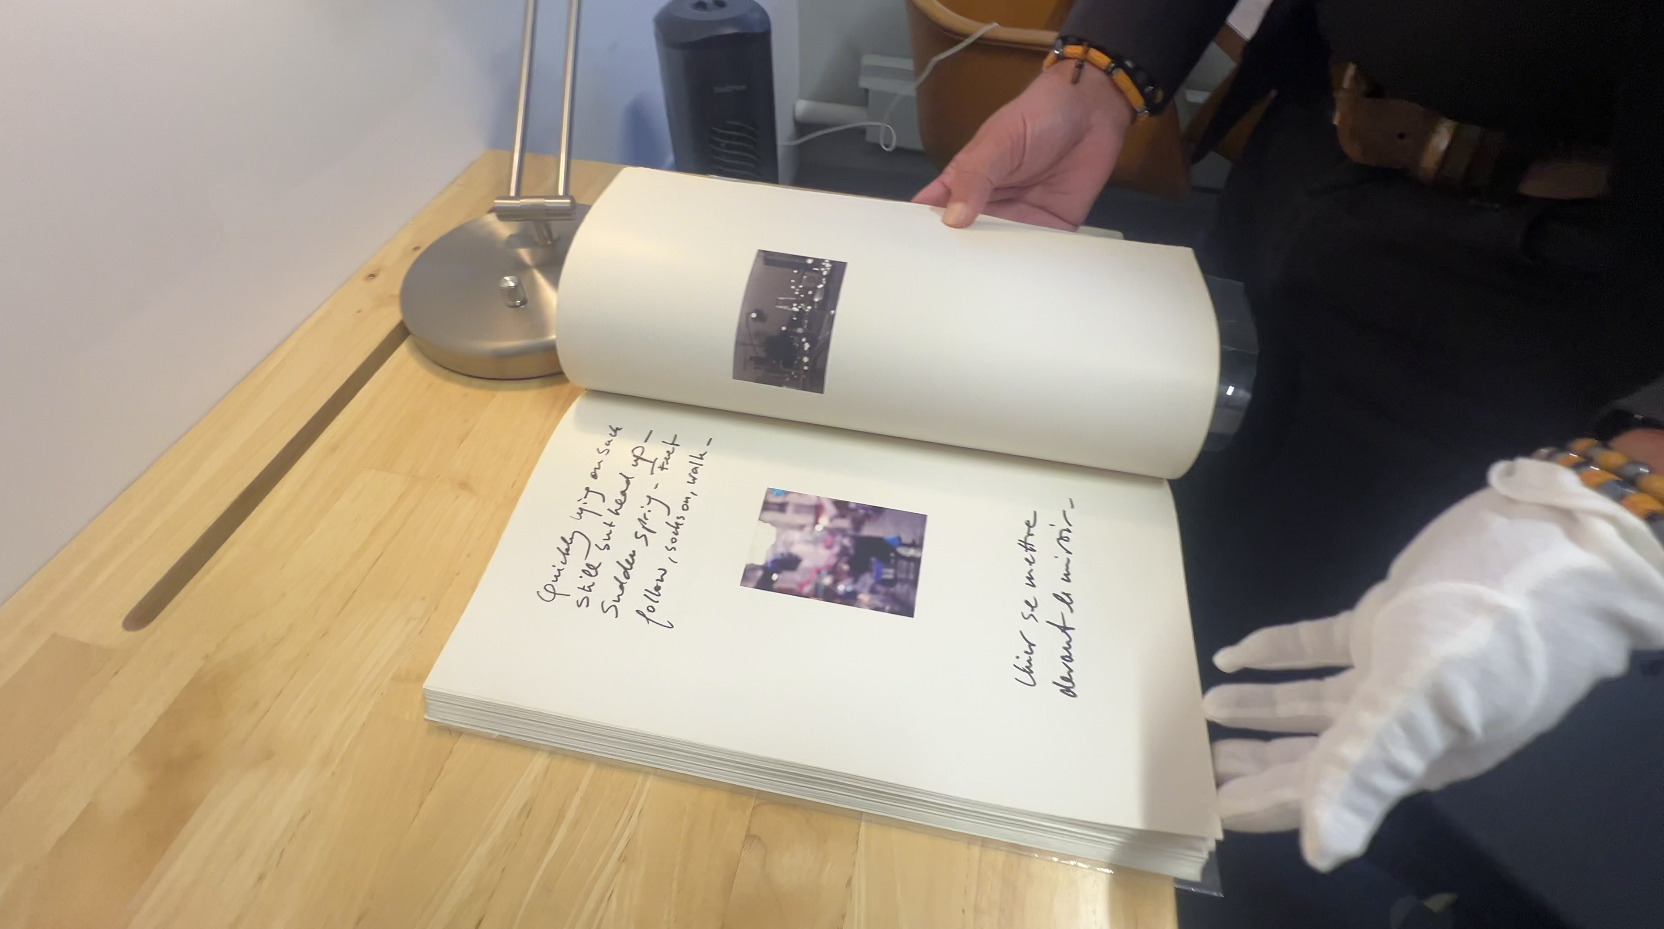 Quickly lying on sack
still but head up –
Sudden spring – feet
follow, socks on, walk –
hier se mettre
devant le miroir –